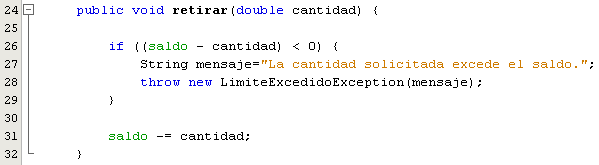 24 public void retirar(double cantidad) {
25
26 if ((saldo - cantidad) < 0) {
27 String mensaje="La cantidad solicitada excede el saldo.";
28 throw new LimiteExcedidoException(mensaje);
29 }
30
31 saldo -= cantidad;
32 }